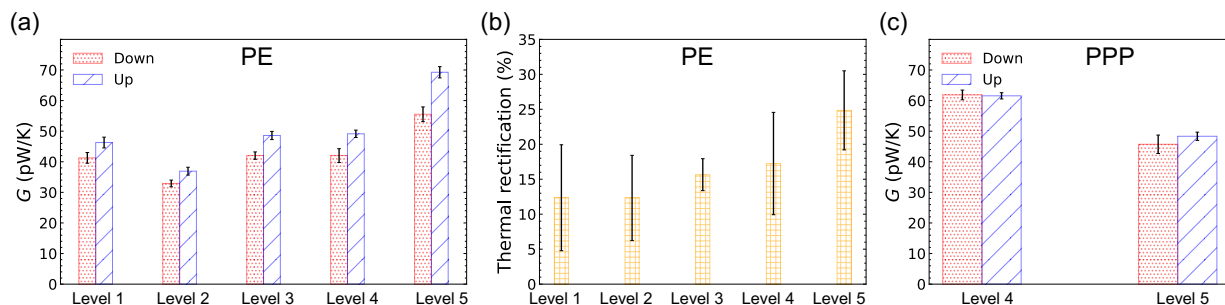 (a)
PE
Down
Up
G (pW/K)
70
60
50
40
30
20
10
0
Level 1 Level 2 Level 3 Level 4 Level 5
(b)
PE
Thermal rectification (%)
35
30
25
20
15
10
5
0
Level 1 Level 2 Level 3 Level 4 Level 5
(c)
PPP
Down
Up
G (pW/K)
70
60
50
40
30
20
10
0
Level 4 Level 5